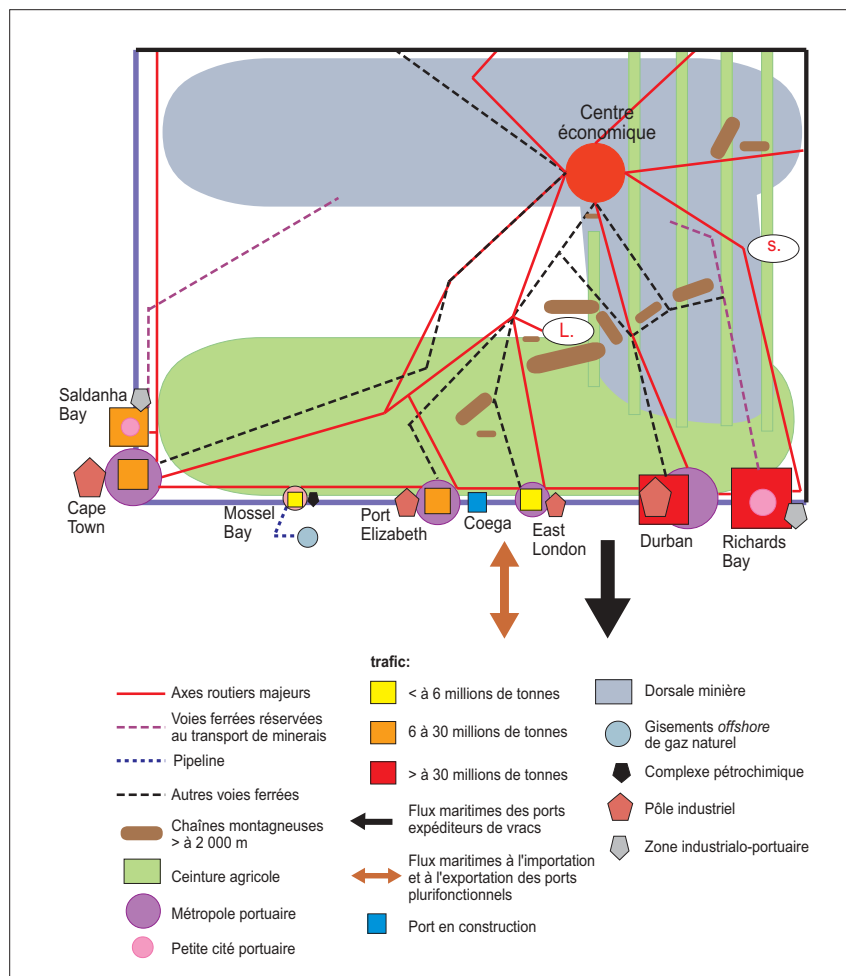 Centre
économique
S.
L.
Saldanha
Bay
Cape
Town
Mossel
Bay
Port
Elizabeth
Coega
East
London
Durban
Richards
Bay
trafic:
Axes routiers majeurs
Voies ferrées réservées
au transport de minerais
Pipeline
Autres voies ferrées
Chaînes montagneuses
> à 2 000 m
Ceinture agricole
Métropole portuaire
Petite cité portuaire
< à 6 millions de tonnes
6 à 30 millions de tonnes
> à 30 millions de tonnes
Flux maritimes des ports
expéditeurs de vracs
Flux maritimes à l'importation
et à l'exportation des ports
plurifonctionnels
Port en construction
Dorsale minière
Gisements offshore
de gaz naturel
Complexe pétrochimique
Pôle industriel
Zone industrialo-portuaire